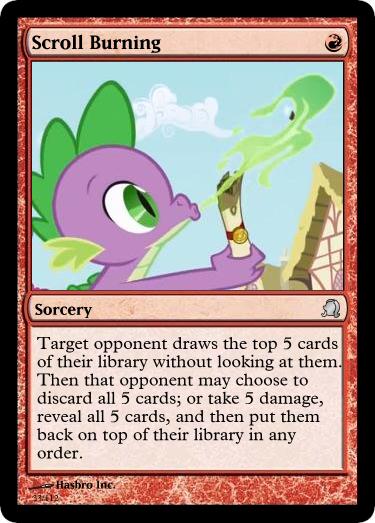 Scroll Burning
Sorcery
Target opponent draws the top 5 cards
of their library without looking at them.
Then that opponent may choose to
discard all 5 cards; or take 5 damage,
reveal all 5 cards, and then put them
back on top of their library in any
order.
Hasbro Inc.